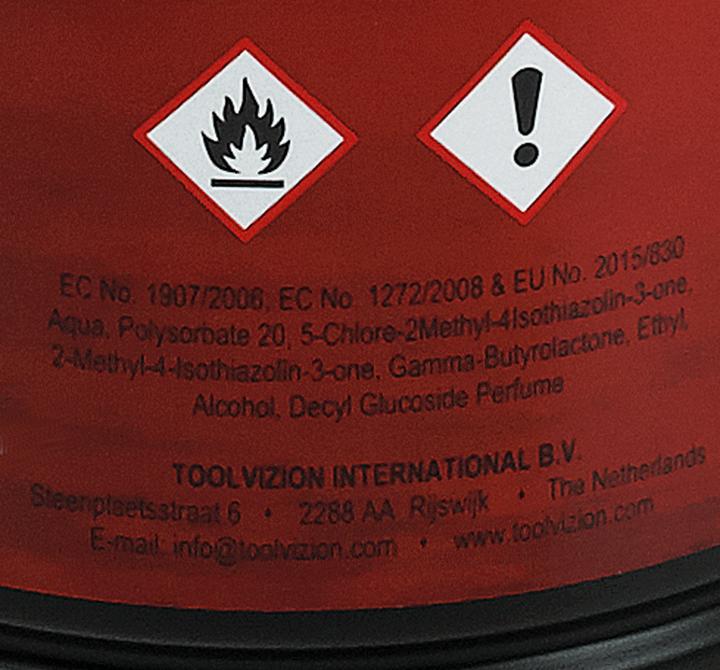 EC No. 1907/2006, EC No 1272/2008 & EU No. 2015/830
Aqua, Polysorbate 20, 5-Chlore-2Methyl-4Isothiazolin-3-one,
2-Methyl-4-Isothiazolin-3-one, Gamma-Butyrolactone, Ethyl,
Alcohol, Decyl Glucoside Perfume
TOOLVIZION INTERNATIONAL B.V.
Steenplaetsstraat 6 • 2288 AA Rijswijk • The Netherlands
E-mail: info@toolvizion.com • www.toolvizion.com